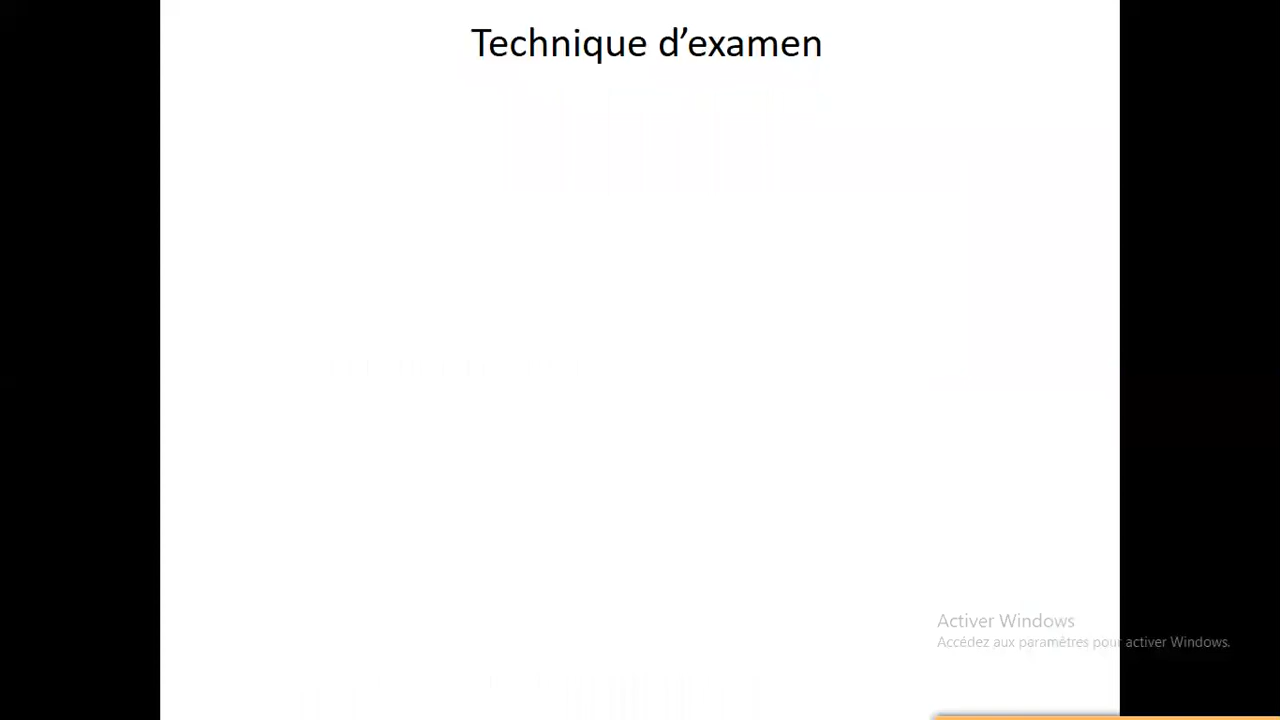 Technique d’examen
Activer Windows
Accédez aux paramètres pour activer Windows.